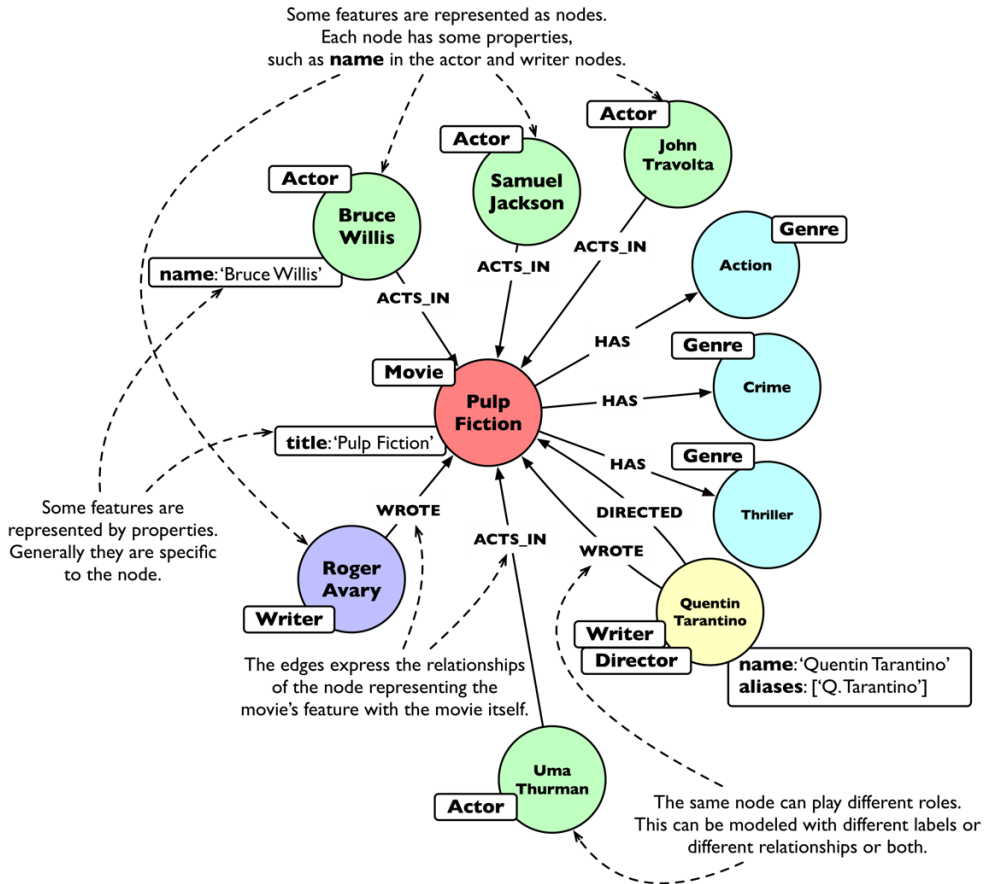 Some features are represented as nodes.
Each node has some properties,
such as name in the actor and writer nodes.
Actor
John
Travolta
Actor
Samuel
Jackson
Actor
Bruce
Willis
name:‘Bruce Willis’
ACTS_IN
ACTS_IN
ACTS_IN
Genre
Action
HAS
Genre
Crime
HAS
Genre
Thriller
HAS
Movie
Pulp
Fiction
title:‘Pulp Fiction’
Some features are
represented by properties.
Generally they are specific
to the node.
WROTE
Roger
Avary
Writer
ACTS_IN
DIRECTED
WROTE
Quentin
Tarantino
Writer
Director
name:‘Quentin Tarantino’
aliases: [‘Q. Tarantino’]
The edges express the relationships
of the node representing the
movie’s feature with the movie itself.
Uma
Thurman
Actor
The same node can play different roles.
This can be modeled with different labels or
different relationships or both.